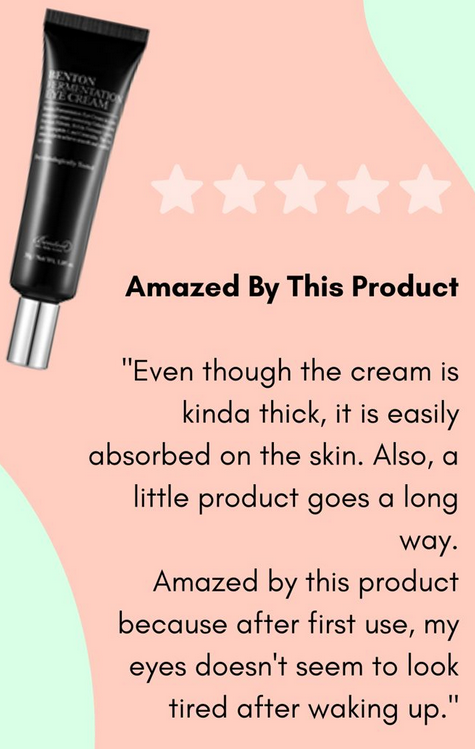 BENTON
FERMENTATION
EYE CREAM
Dermatologically Tested
Amazed By This Product
"Even though the cream is
kinda thick, it is easily
absorbed on the skin. Also, a
little product goes a long
way.
Amazed by this product
because after first use, my
eyes doesn't seem to look
tired after waking up."